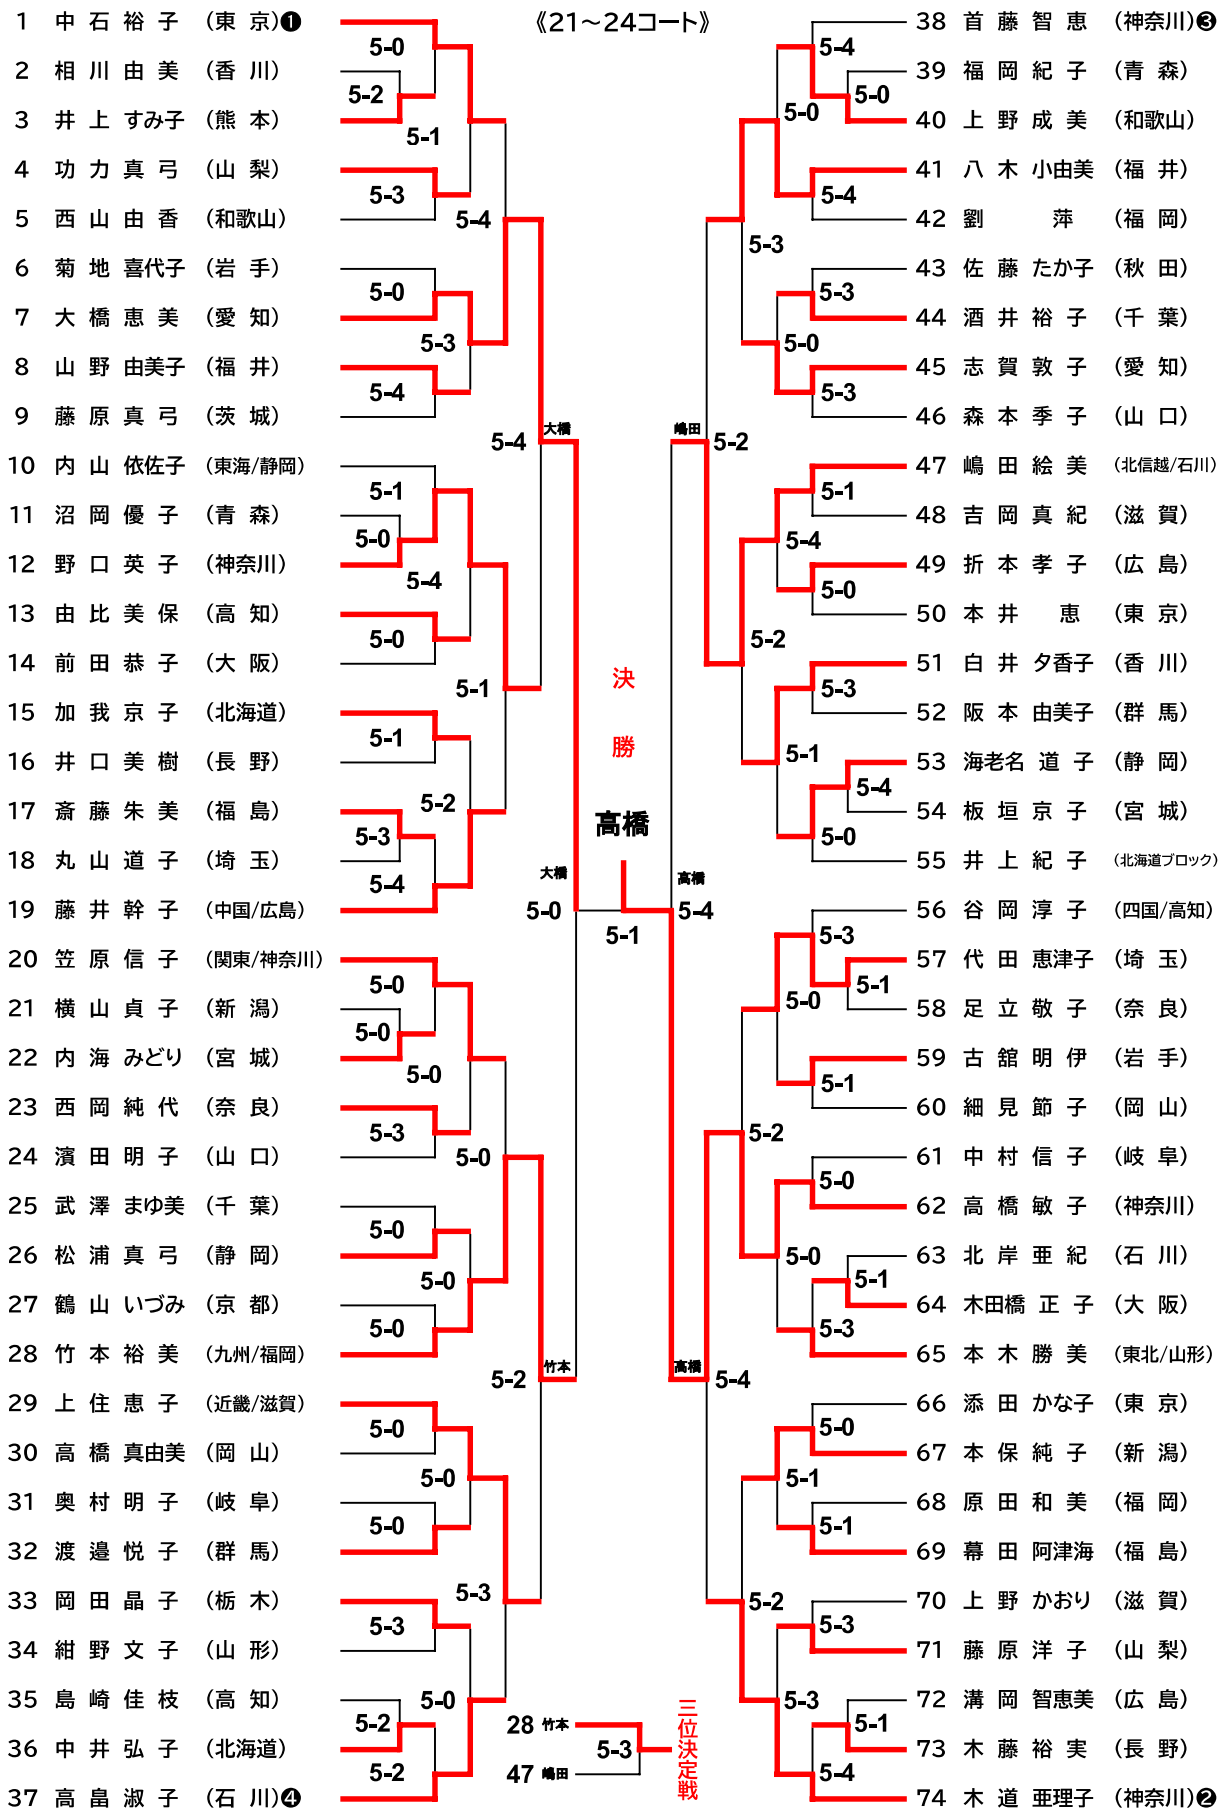 《21～24コート》
1 中石裕子 (東京)❶
5-0
2 相川由美 (香川)
5-2
3 井上すみ子 (熊本)
5-1
4 功力真弓 (山梨)
5-3
5 西山由香 (和歌山)
5-4
6 菊地喜代子 (岩手)
5-0
7 大橋恵美 (愛知)
5-3
8 山野由美子 (福井)
5-4
9 藤原真弓 (茨城)
大橋
5-4
10 内山依佐子 (東海/静岡)
5-1
11 沼岡優子 (青森)
5-0
12 野口英子 (神奈川)
5-4
13 由比美保 (高知)
5-0
14 前田恭子 (大阪)
5-1
15 加我京子 (北海道)
5-1
16 井口美樹 (長野)
5-2
17 斎藤朱美 (福島)
5-3
18 丸山道子 (埼玉)
5-4
大橋
19 藤井幹子 (中国/広島)
5-0
20 笠原信子 (関東/神奈川)
5-0
21 横山貞子 (新潟)
5-0
22 内海みどり (宮城)
5-0
23 西岡純代 (奈良)
5-3
24 濱田明子 (山口)
5-0
25 武澤まゆ美 (千葉)
5-0
26 松浦真弓 (静岡)
5-0
27 鶴山いづみ (京都)
5-0
28 竹本裕美 (九州/福岡)
竹本
5-2
29 上住恵子 (近畿/滋賀)
5-0
30 高橋真由美 (岡山)
5-0
31 奥村明子 (岐阜)
5-0
32 渡邉悦子 (群馬)
5-3
33 岡田晶子 (栃木)
5-3
34 紺野文子 (山形)
35 島崎佳枝 (高知)
5-0
5-2
36 中井弘子 (北海道)
5-2
37 高畠淑子 (石川)❹
決勝
高橋
5-1
38 首藤智恵 (神奈川)❸
5-4
39 福岡紀子 (青森)
5-0
40 上野成美 (和歌山)
5-0
41 八木小由美 (福井)
5-4
42 劉萍 (福岡)
5-3
43 佐藤たか子 (秋田)
5-3
44 酒井裕子 (千葉)
5-0
45 志賀敦子 (愛知)
5-3
46 森本季子 (山口)
嶋田
5-2
47 嶋田絵美 (北信越/石川)
5-1
48 吉岡真紀 (滋賀)
5-4
49 折本孝子 (広島)
5-0
50 本井恵 (東京)
5-2
51 白井夕香子 (香川)
5-3
52 阪本由美子 (群馬)
5-1
53 海老名道子 (静岡)
5-4
54 板垣京子 (宮城)
5-0
55 井上紀子 (北海道ブロック)
高橋
5-4
56 谷岡淳子 (四国/高知)
5-3
57 代田恵津子 (埼玉)
5-1
5-0
58 足立敬子 (奈良)
59 古舘明伊 (岩手)
5-1
60 細見節子 (岡山)
5-2
61 中村信子 (岐阜)
5-0
62 高橋敏子 (神奈川)
5-0
63 北岸亜紀 (石川)
5-1
64 木田橋正子 (大阪)
5-3
65 本木勝美 (東北/山形)
高橋
5-4
66 添田かな子 (東京)
5-0
67 本保純子 (新潟)
5-1
68 原田和美 (福岡)
5-1
69 幕田阿津海 (福島)
5-2
70 上野かおり (滋賀)
5-3
71 藤原洋子 (山梨)
5-3
72 溝岡智恵美 (広島)
5-1
73 木藤裕実 (長野)
5-4
74 木道亜理子 (神奈川)❷
三位決定戦
28 竹本
5-3
47 嶋田